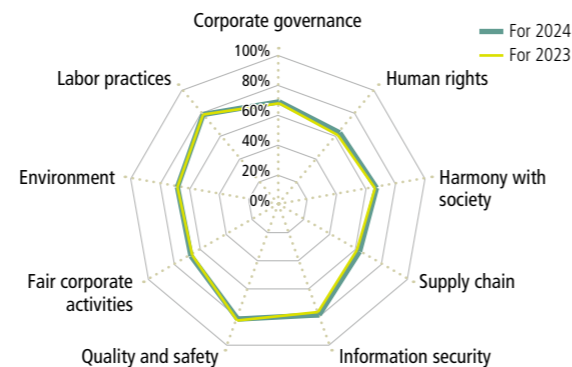 Corporate governance
For 2024
For 2023
100%
80%
60%
40%
20%
0%
Labor practices
Human rights
Environment
Harmony with
society
Supply chain
Fair corporate
activities
Quality and safety
Information security